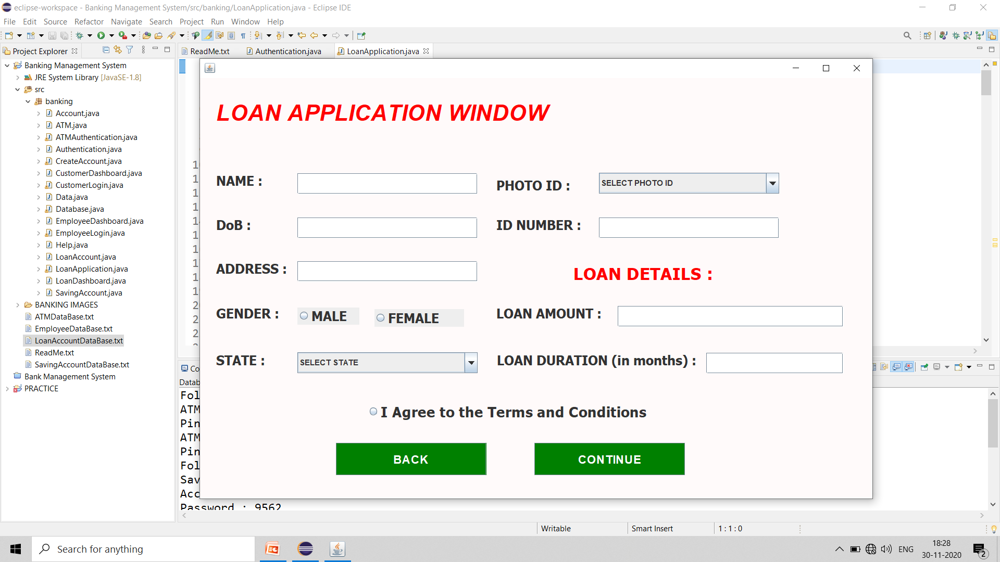 eclipse-workspace - Banking Management System/src/banking/LoanApplication.java - Eclipse IDE
File Edit Source Refactor Navigate Search Project Run Window Help
Project Explorer
ReadMe.txt Authentication.java LoanApplication.java
Banking Management System
JRE System Library [JavaSE-1.8]
src
banking
Account.java
ATM.java
ATMAuthentication.java
Authentication.java
CreateAccount.java
CustomerDashboard.java
CustomerLogin.java
Data.java
Database.java
EmployeeDashboard.java
EmployeeLogin.java
Help.java
LoanAccount.java
LoanApplication.java
LoanDashboard.java
SavingAccount.java
BANKING IMAGES
ATMDataBase.txt
EmployeeDataBase.txt
LoanAccountDataBase.txt
ReadMe.txt
SavingAccountDataBase.txt
Bank Management System
PRACTICE
LOAN APPLICATION WINDOW
NAME :
PHOTO ID : SELECT PHOTO ID
DoB :
ID NUMBER :
ADDRESS :
LOAN DETAILS :
GENDER : MALE FEMALE
LOAN AMOUNT :
STATE : SELECT STATE
LOAN DURATION (in months) :
I Agree to the Terms and Conditions
BACK CONTINUE
Co
Datab
Fol
ATM
Pin
ATM
Pin
Fol
Sav
Acc
Password : 9562
Writable Smart Insert 1 : 1 : 0
Search for anything
ENG
18:28
30-11-2020
2